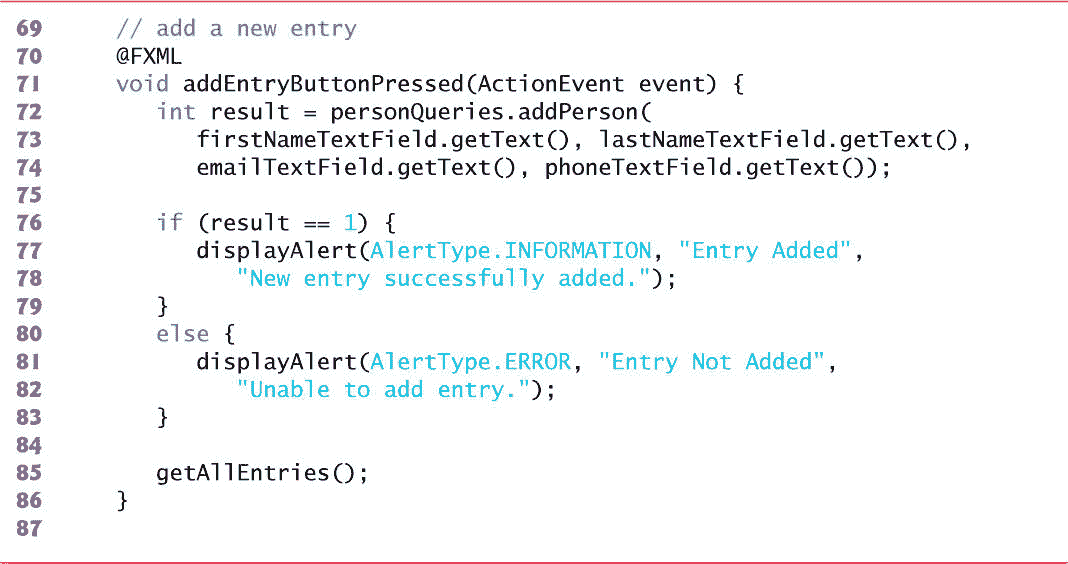 69 // add a new entry
70 @FXML
71 void addEntryButtonPressed(ActionEvent event) {
72 int result = personQueries.addPerson(
73 firstNameTextField.getText(), lastNameTextField.getText(),
74 emailTextField.getText(), phoneTextField.getText());
75
76 if (result == 1) {
77 displayAlert(AlertType.INFORMATION, "Entry Added",
78 "New entry successfully added.");
79 }
80 else {
81 displayAlert(AlertType.ERROR, "Entry Not Added",
82 "Unable to add entry.");
83 }
84
85 getAllEntries();
86 }
87